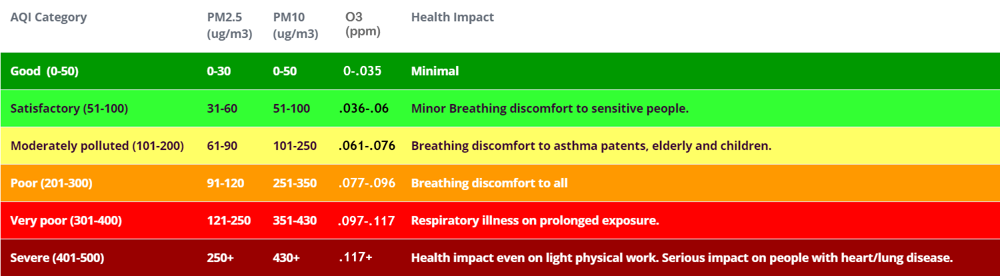 AQI Category PM2.5 (ug/m3) PM10 (ug/m3) O3 (ppm) Health Impact
Good (0-50) 0-30 0-50 0-.035 Minimal
Satisfactory (51-100) 31-60 51-100 .036-.06 Minor Breathing discomfort to sensitive people.
Moderately polluted (101-200) 61-90 101-250 .061-.076 Breathing discomfort to asthma patents, elderly and children.
Poor (201-300) 91-120 251-350 .077-.096 Breathing discomfort to all
Very poor (301-400) 121-250 351-430 .097-.117 Respiratory illness on prolonged exposure.
Severe (401-500) 250+ 430+ .117+ Health impact even on light physical work. Serious impact on people with heart/lung disease.